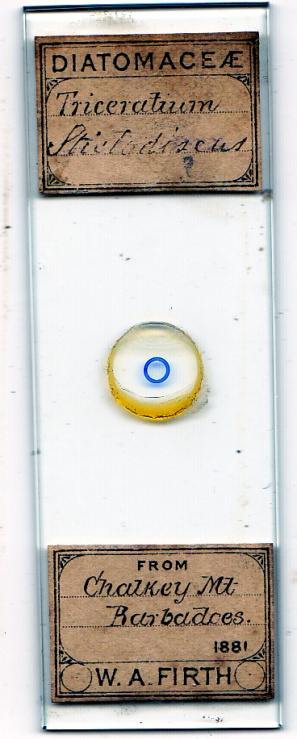 DIATOMACEÆ
Triceratium
Stictodiscus
?
FROM
Chalkey Mt
Barbadoes.
1881
W. A. FIRTH